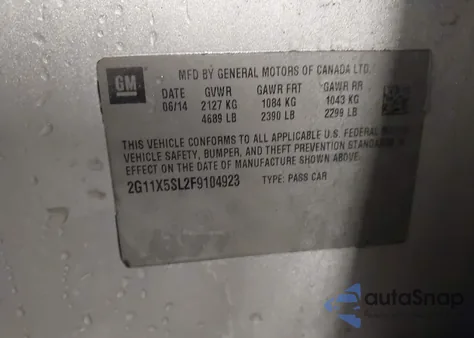 GM
MFD BY GENERAL MOTORS OF CANADA LTD.
DATE GVWR GAWR FRT GAWR RR
06/14 2127 KG 1084 KG 1043 KG
4689 LB 2390 LB 2299 LB
THIS VEHICLE CONFORMS TO ALL APPLICABLE U.S. FEDERAL MOTOR
VEHICLE SAFETY, BUMPER, AND THEFT PREVENTION STANDARDS IN
EFFECT ON THE DATE OF MANUFACTURE SHOWN ABOVE.
2G11X5SL2F9104923 TYPE: PASS CAR
autoSnap